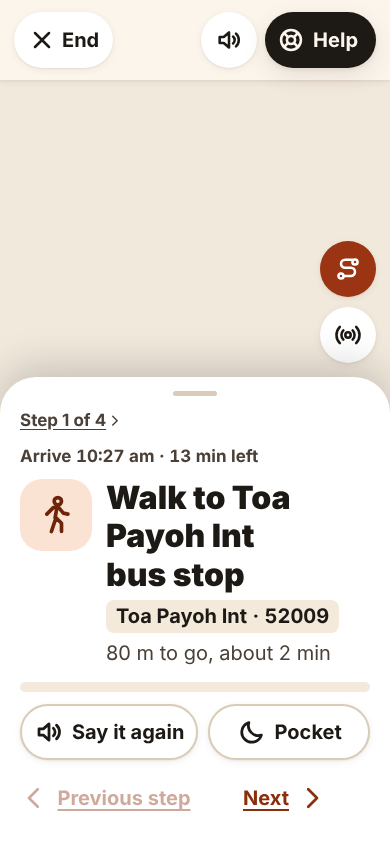 End
Help
Step 1 of 4
Arrive 10:27 am · 13 min left
Walk to Toa
Payoh Int
bus stop
Toa Payoh Int · 52009
80 m to go, about 2 min
Say it again
Pocket
Previous step
Next